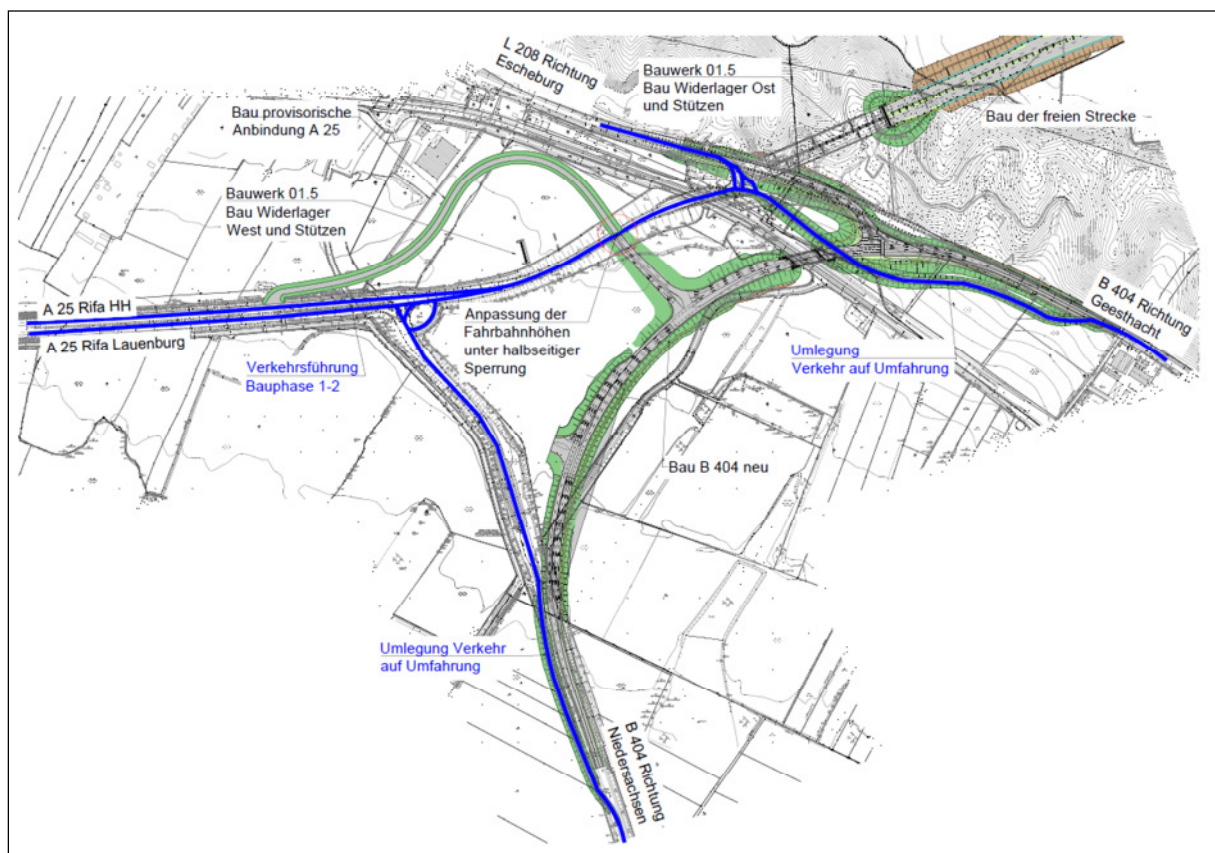 L 208 Richtung
Escheburg
Bauwerk 01.5
Bau Widerlager Ost
und Stützen
Bau provisorische
Anbindung A 25
Bau der freien Strecke
Bauwerk 01.5
Bau Widerlager
West und Stützen
A 25 Rifa HH
A 25 Rifa Lauenburg
Anpassung der
Fahrbahnhöhen
unter halbseitiger
Sperrung
B 404 Richtung
Geesthacht
Verkehrsführung
Bauphase 1-2
Umlegung
Verkehr auf Umfahrung
Bau B 404 neu
Umlegung Verkehr
auf Umfahrung
B 404 Richtung
Niedersachsen